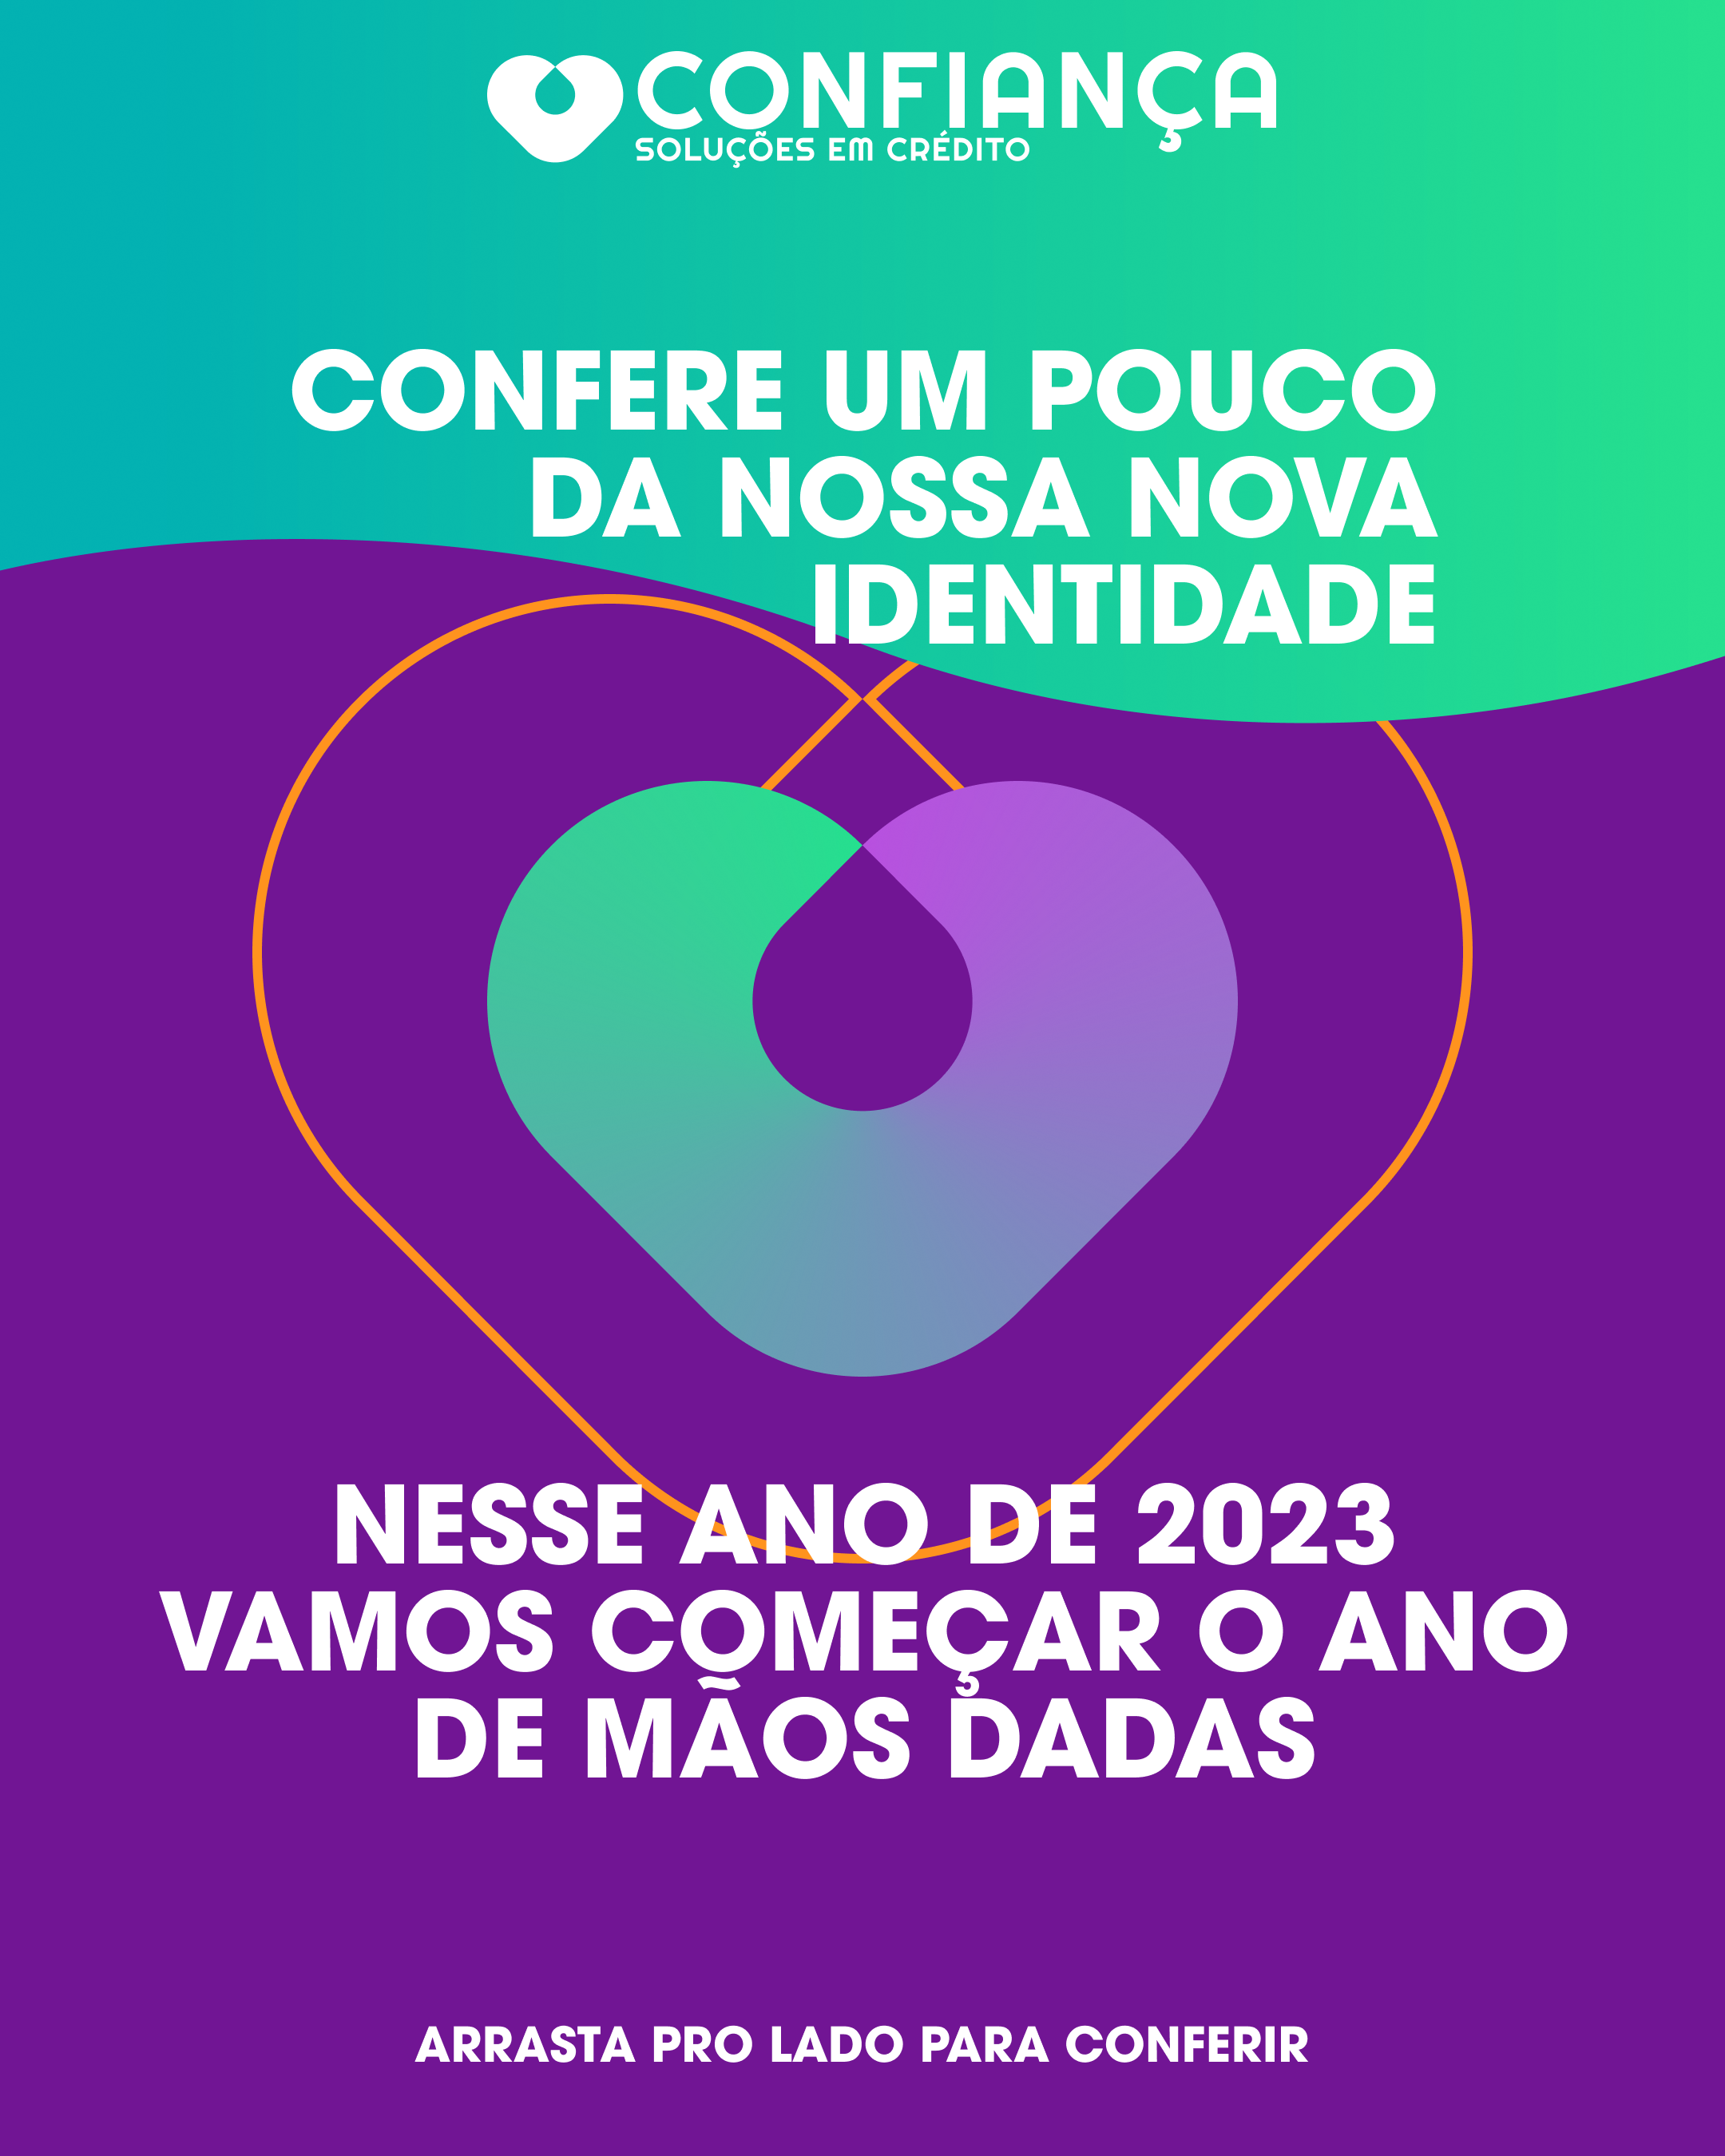 CONFIANÇA
SOLUÇÕES EM CRÉDITO
CONFERE UM POUCO
DA NOSSA NOVA
IDENTIDADE
NESSE ANO DE 2023
VAMOS COMEÇAR O ANO
DE MÃOS DADAS
ARRASTA PRO LADO PARA CONFERIR